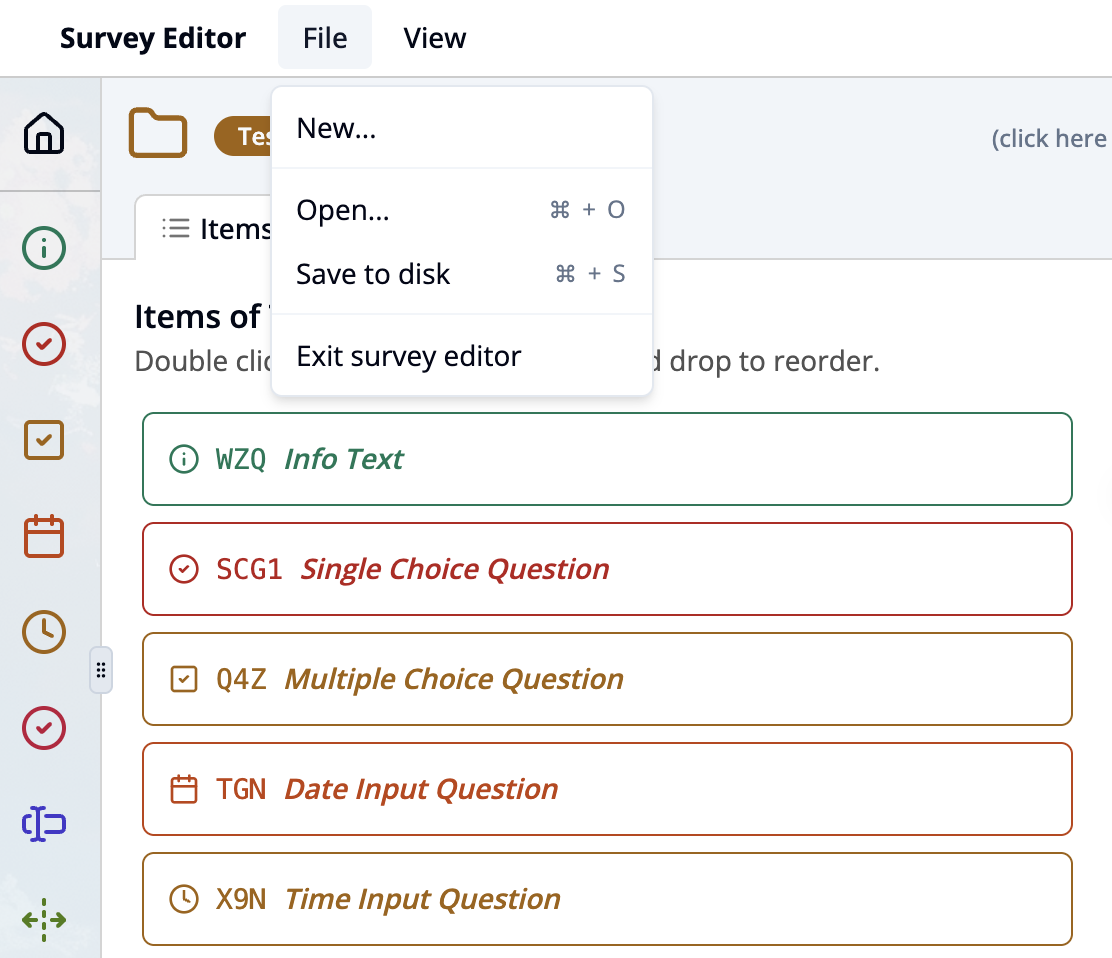 Survey Editor File View
New...
(click here
Open... ⌘ + O
Items
Save to disk ⌘ + S
Items of
Exit survey editor
Double drop to reorder.
WZQ Info Text
SCG1 Single Choice Question
Q4Z Multiple Choice Question
TGN Date Input Question
X9N Time Input Question